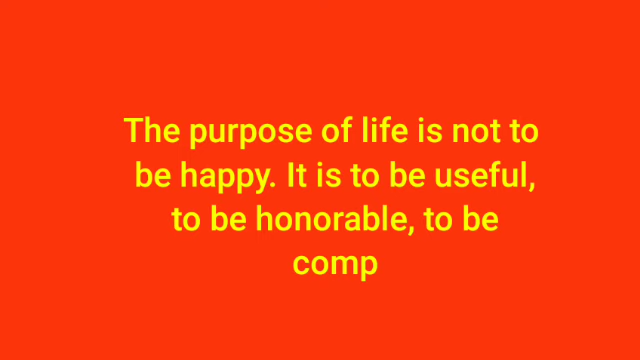 The purpose of life is not to
be happy. It is to be useful,
to be honorable, to be
comp